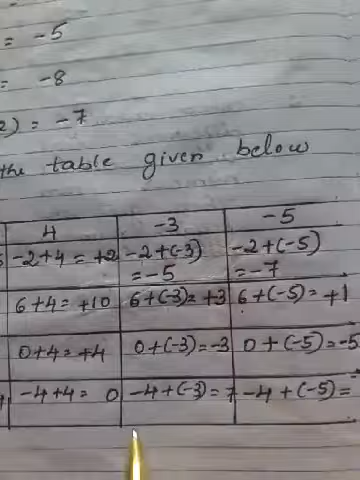 = -5
= -8
2) = -7
the table given below
4 -3 -5
-2+4 = +2 -2+(-3) -2+(-5)
= -5 = -7
6+4 = +10 6+(-3)= +3 6+(-5)= +1
0+4 = +4 0+(-3)=-3 0+(-5)=-5
-4+4 = 0 -4+(-3) = 7 -4+(-5)=